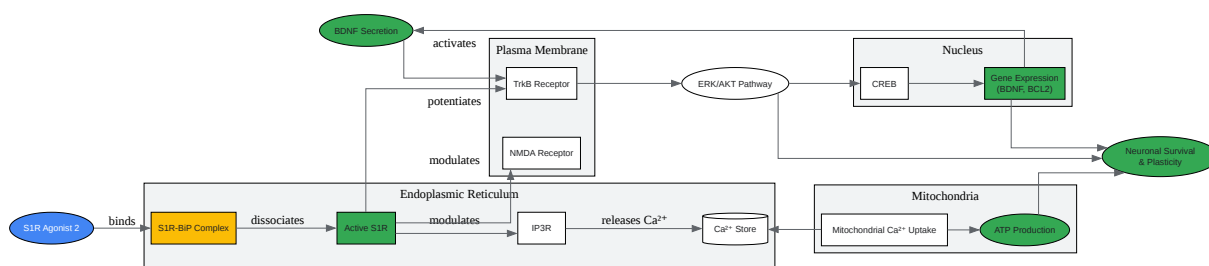 BDNF Secretion
activates
Plasma Membrane
TrkB Receptor
potentiates
ERK/AKT Pathway
Nucleus
CREB
Gene Expression
(BDNF, BCL2)
NMDA Receptor
modulates
Neuronal Survival
& Plasticity
Endoplasmic Reticulum
S1R Agonist 2
binds
S1R-BiP Complex
dissociates
Active S1R
modulates
IP3R
releases Ca²⁺
Ca²⁺ Store
Mitochondria
Mitochondrial Ca²⁺ Uptake
ATP Production